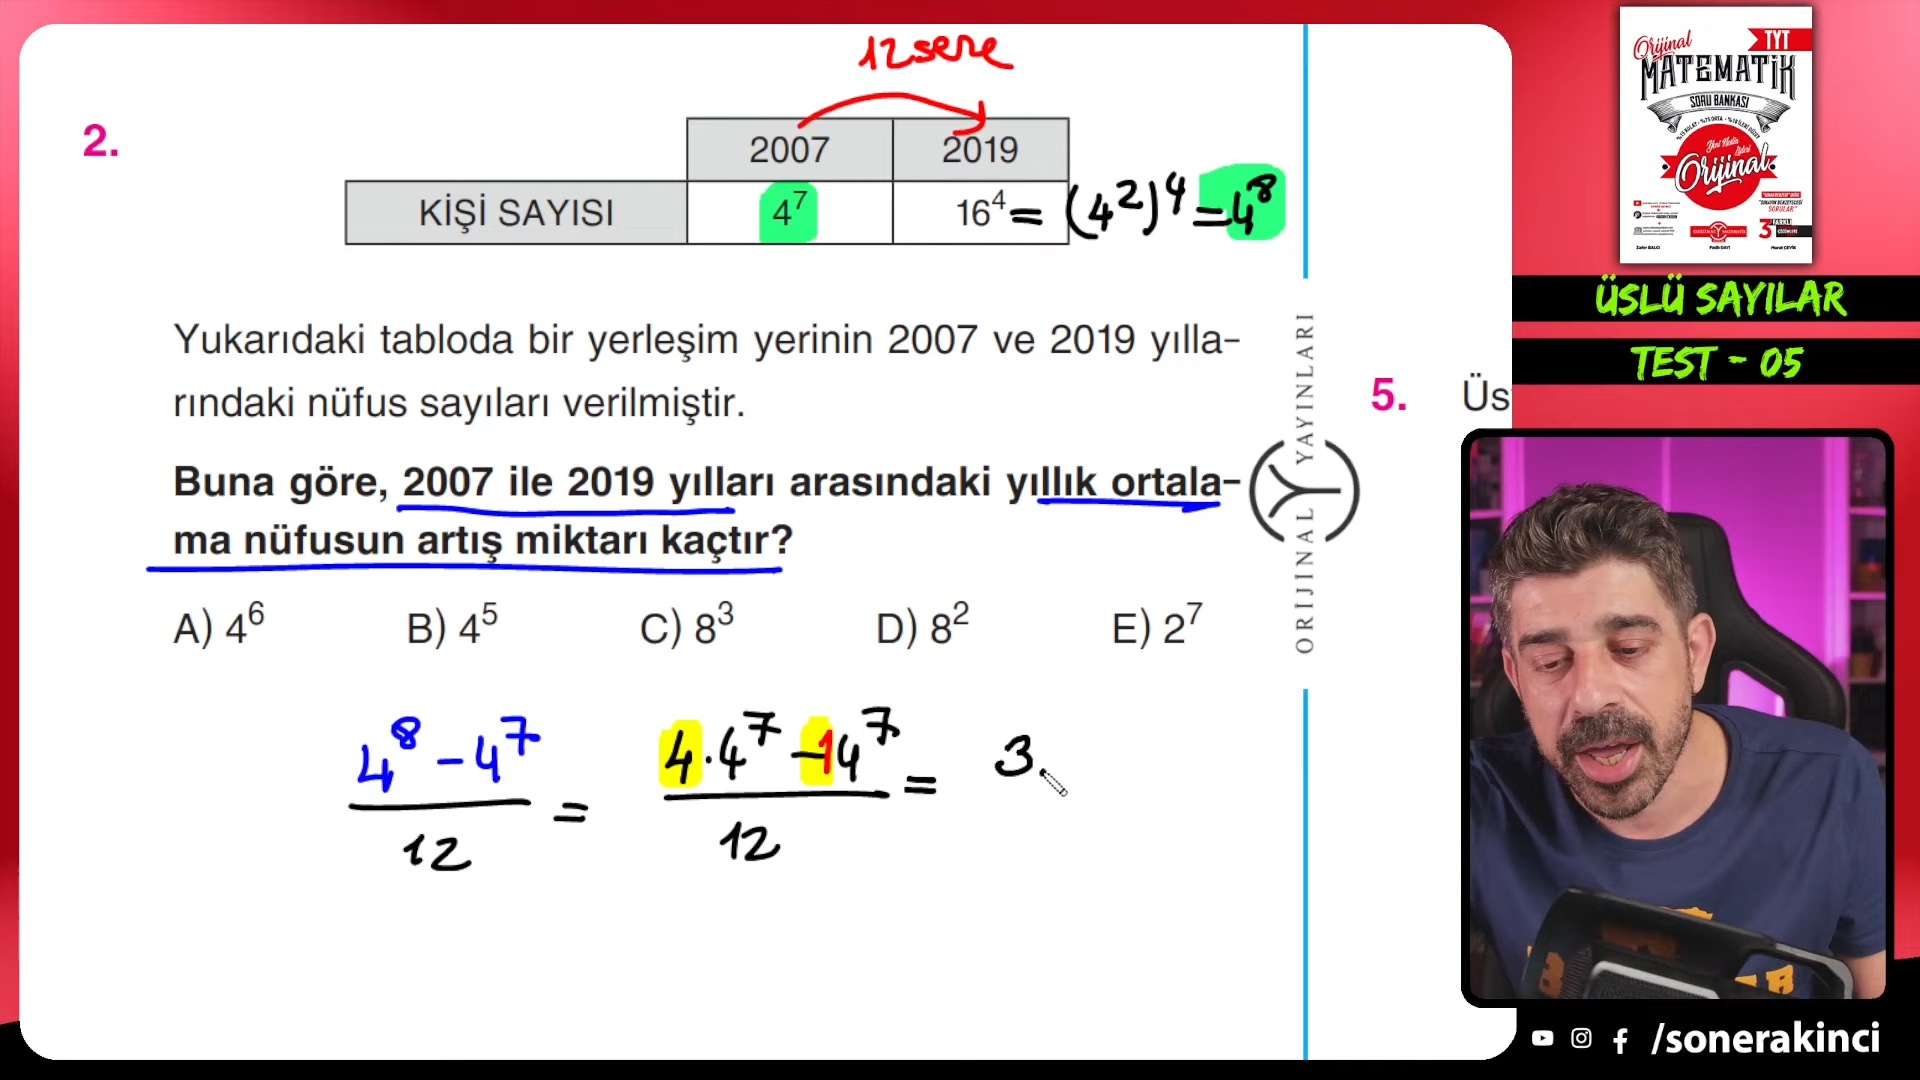 12 sene
2.
2007 2019
KİŞİ SAYISI 4⁷ 16⁴ = (4²)⁴ = 4⁸
Yukarıdaki tabloda bir yerleşim yerinin 2007 ve 2019 yılla-
rındaki nüfus sayıları verilmiştir.
Buna göre, 2007 ile 2019 yılları arasındaki yıllık ortala-
ma nüfusun artış miktarı kaçtır?
A) 4⁶ B) 4⁵ C) 8³ D) 8² E) 2⁷
4⁸ - 4⁷ / 12 = 4·4⁷ - 14⁷ / 12 = 3.
ORİJİNAL YAYINLARI
5. Üs
Orijinal
TYT
MATEMATİK
SORU BANKASI
Orijinal
ÜSLÜ SAYILAR
TEST - 05
/sonerakinci